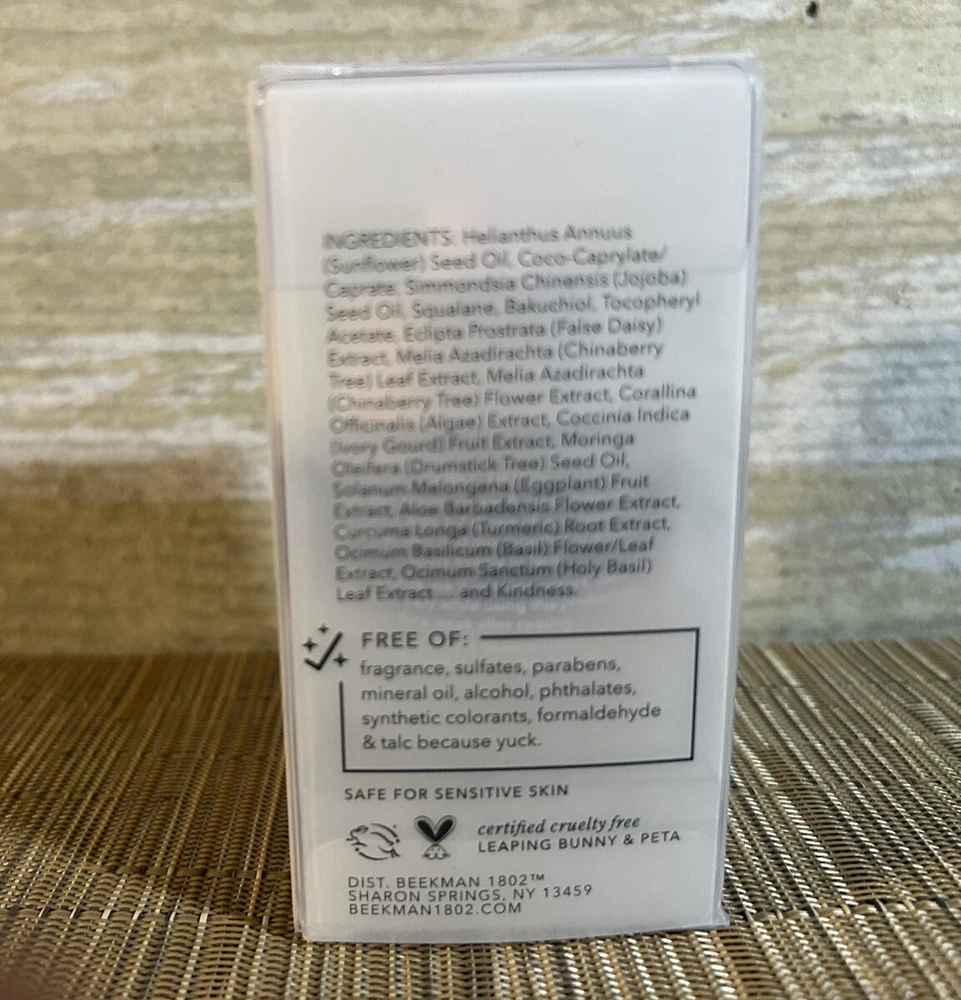 INGREDIENTS: Helianthus Annuus
(Sunflower) Seed Oil, Coco-Caprylate/
Caprate, Simmondsia Chinensis (Jojoba)
Seed Oil, Squalane, Bakuchiol, Tocopheryl
Acetate, Eclipta Prostrata (False Daisy)
Extract, Melia Azadirachta (Chinaberry
Tree) Leaf Extract, Melia Azadirachta
(Chinaberry Tree) Flower Extract, Corallina
Officinalis (Algae) Extract, Coccinia Indica
(Ivory Gourd) Fruit Extract, Moringa
Oleifera (Drumstick Tree) Seed Oil,
Solanum Melongena (Eggplant) Fruit
Extract, Aloe Barbadensis Flower Extract,
Curcuma Longa (Turmeric) Root Extract,
Ocimum Basilicum (Basil) Flower/Leaf
Extract, Ocimum Sanctum (Holy Basil)
Leaf Extract ... and Kindness.
while using this
FREE OF:
fragrance, sulfates, parabens,
mineral oil, alcohol, phthalates,
synthetic colorants, formaldehyde
& talc because yuck.
SAFE FOR SENSITIVE SKIN
certified cruelty free
LEAPING BUNNY & PETA
DIST. BEEKMAN 1802™
SHARON SPRINGS, NY 13459
BEEKMAN1802.COM